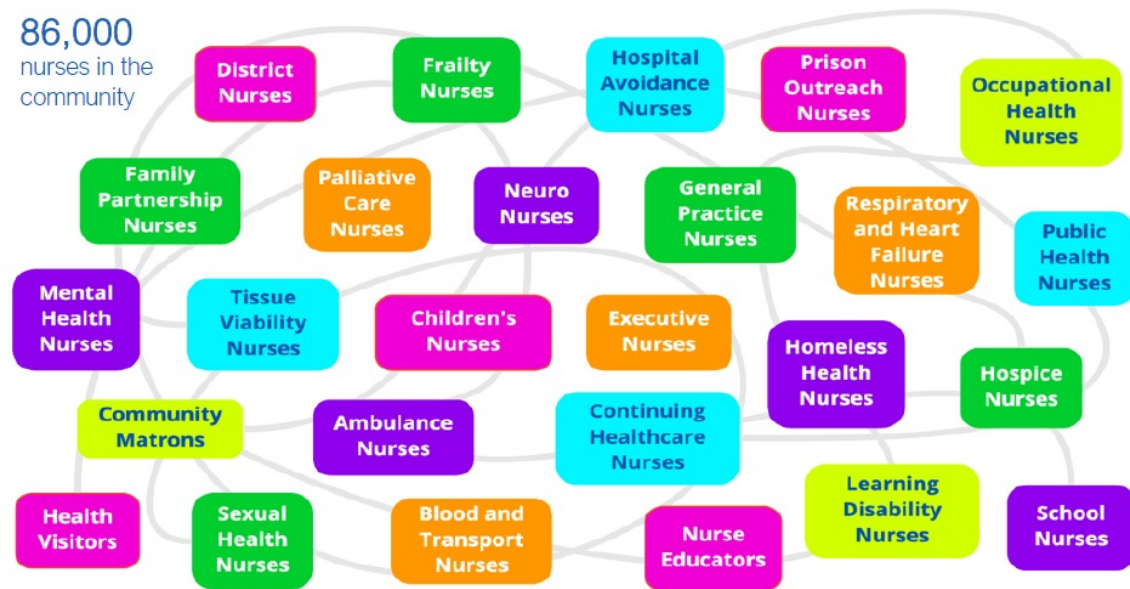 86,000
nurses in the
community
District
Nurses
Frailty
Nurses
Hospital
Avoidance
Nurses
Prison
Outreach
Nurses
Occupational
Health
Nurses
Family
Partnership
Nurses
Palliative
Care
Nurses
Neuro
Nurses
General
Practice
Nurses
Respiratory
and Heart
Failure
Nurses
Public
Health
Nurses
Mental
Health
Nurses
Tissue
Viability
Nurses
Children's
Nurses
Executive
Nurses
Homeless
Health
Nurses
Hospice
Nurses
Community
Matrons
Ambulance
Nurses
Continuing
Healthcare
Nurses
Health
Visitors
Sexual
Health
Nurses
Blood and
Transport
Nurses
Nurse
Educators
Learning
Disability
Nurses
School
Nurses